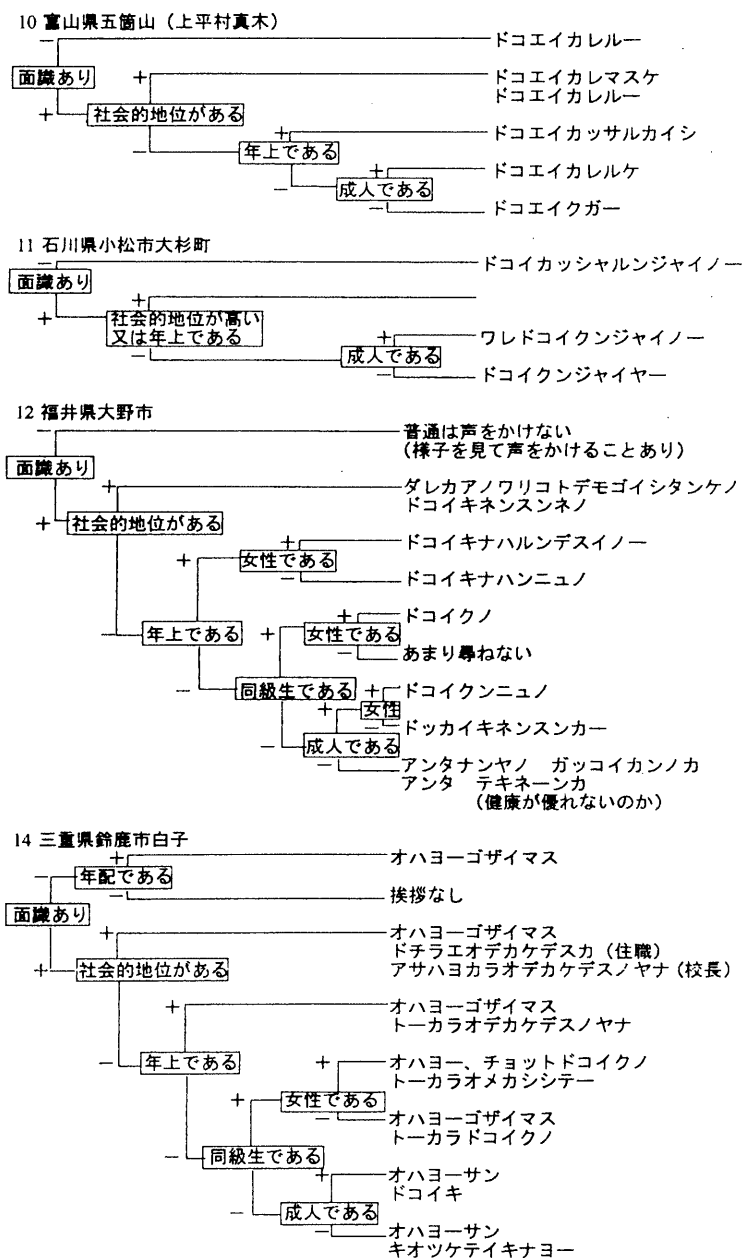 10 富山県五箇山（上平村真木）
− ドコエイカレルー
面識あり
+ ドコエイカレマスケ
ドコエイカレルー
+ 社会的地位がある
+ ドコエイカッサルカイシ
− 年上である
+ ドコエイカレルケ
− 成人である
− ドコエイクガー
11 石川県小松市大杉町
− ドコイカッシャルンジャイノー
面識あり
+
+ 社会的地位が高い
又は年上である
+ ワレドコイクンジャイノー
− 成人である
− ドコイクンジャイヤー
12 福井県大野市
− 普通は声をかけない
（様子を見て声をかけることあり）
面識あり
+ ダレカアノワリコトデモゴイシタンケノ
ドコイキネンスンネノ
+ 社会的地位がある
+ ドコイキナハルンデスイノー
+ 女性である
− ドコイキナハンニュノ
+ ドコイクノ
− 年上である + 女性である
− あまり尋ねない
− 同級生である + ドコイクンニュノ
+ 女性
− ドッカイキネンスンカー
− 成人である
− アンタナンヤノ ガッコイカンノカ
アンタ テキネーンカ
（健康が優れないのか）
14 三重県鈴鹿市白子
+ オハヨーゴザイマス
− 年配である
− 挨拶なし
面識あり
+ オハヨーゴザイマス
ドチラエオデカケデスカ（住職）
+ 社会的地位がある アサハヨカラオデカケデスノヤナ（校長）
+ オハヨーゴザイマス
トーカラオデカケデスノヤナ
− 年上である + オハヨー、チョットドコイクノ
トーカラオメカシシテー
+ 女性である
− オハヨーゴザイマス
トーカラドコイクノ
− 同級生である
+ オハヨーサン
ドコイキ
− 成人である
− オハヨーサン
キオツケテイキナヨー